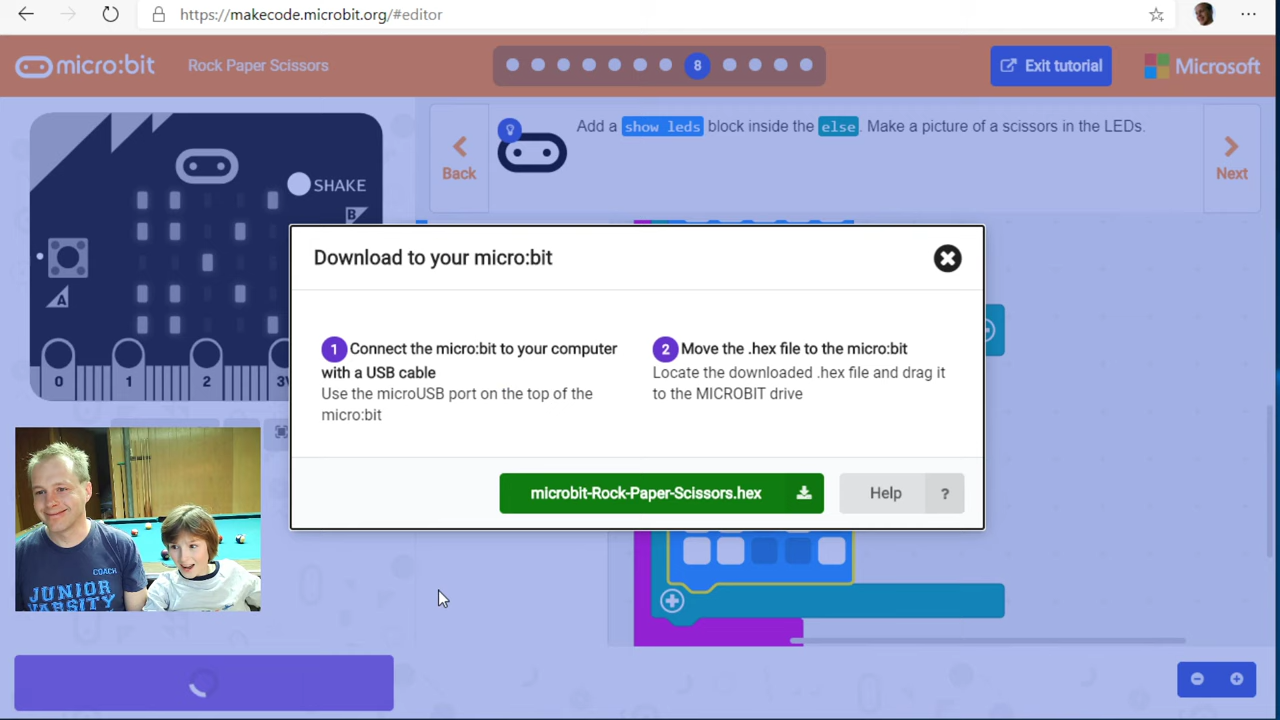 https://makecode.microbit.org/#editor
micro:bit
Rock Paper Scissors
8
Exit tutorial
Microsoft
Back
Add a show leds block inside the else. Make a picture of a scissors in the LEDs.
Next
SHAKE
B
A
0 1 2 3V
Download to your micro:bit
1 Connect the micro:bit to your computer
with a USB cable
Use the microUSB port on the top of the
micro:bit
2 Move the .hex file to the micro:bit
Locate the downloaded .hex file and drag it
to the MICROBIT drive
microbit-Rock-Paper-Scissors.hex
Help ?
COACH
JUNIOR
VARSITY